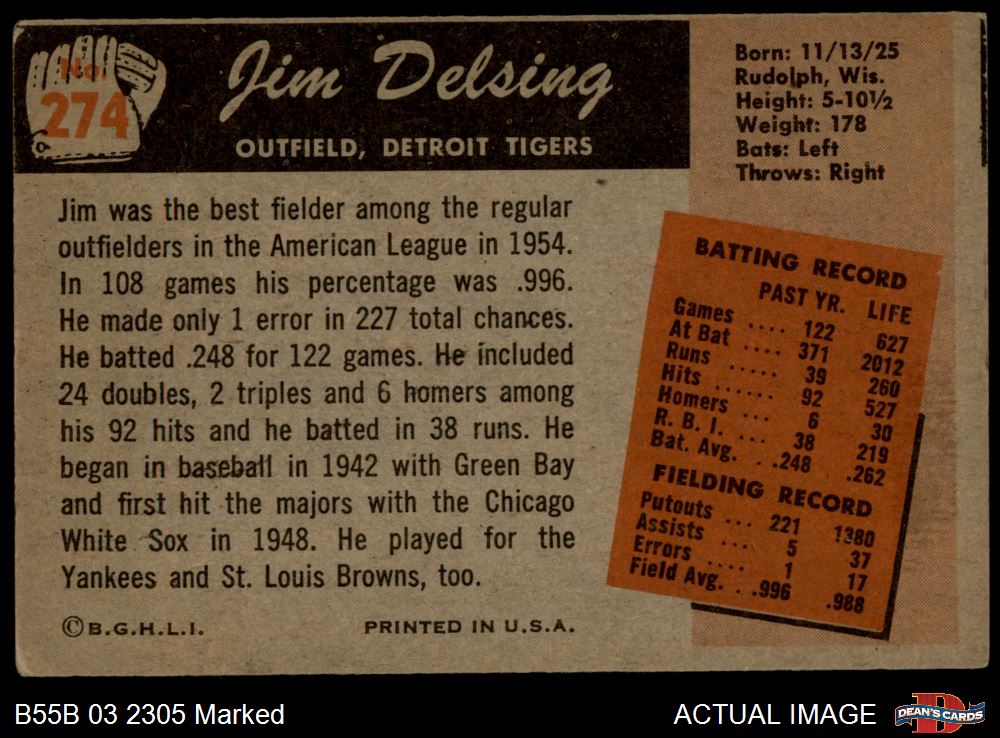 No.
274
Jim Delsing
OUTFIELD, DETROIT TIGERS
Born: 11/13/25
Rudolph, Wis.
Height: 5-10½
Weight: 178
Bats: Left
Throws: Right
Jim was the best fielder among the regular
outfielders in the American League in 1954.
In 108 games his percentage was .996.
He made only 1 error in 227 total chances.
He batted .248 for 122 games. He included
24 doubles, 2 triples and 6 homers among
his 92 hits and he batted in 38 runs. He
began in baseball in 1942 with Green Bay
and first hit the majors with the Chicago
White Sox in 1948. He played for the
Yankees and St. Louis Browns, too.
BATTING RECORD
PAST YR. LIFE
Games .... 122 627
At Bat .... 371 2012
Runs ..... 39 260
Hits ...... 92 527
Homers ... 6 30
R. B. I. ... 38 219
Bat. Avg. . .248 .262
FIELDING RECORD
Putouts ... 221 1380
Assists ... 5 37
Errors .... 1 17
Field Avg. . .996 .988
©B.G.H.L.I. PRINTED IN U.S.A.
B55B 03 2305 Marked
ACTUAL IMAGE
DEAN'S CARDS